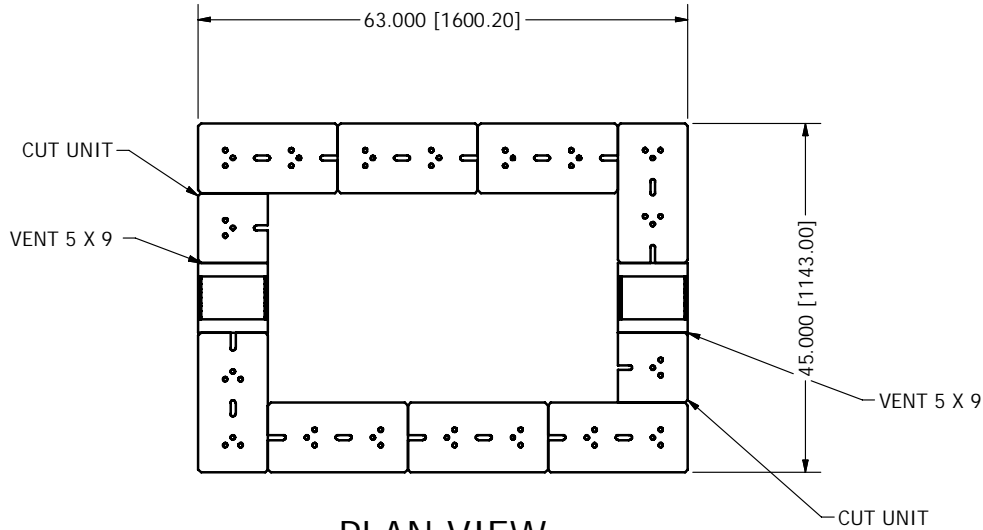 63.000 [1600.20]
CUT UNIT
VENT 5 X 9
45.000 [1143.00]
VENT 5 X 9
CUT UNIT
PLAN VIEW